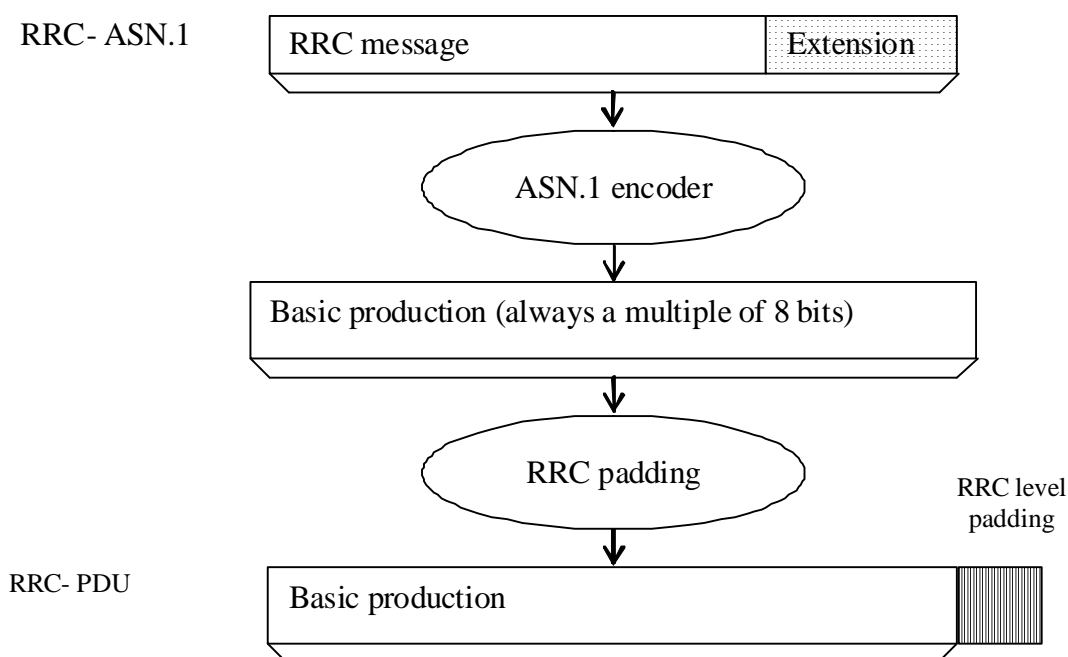 RRC- ASN.1
RRC message
Extension
ASN.1 encoder
Basic production (always a multiple of 8 bits)
RRC padding
RRC level
padding
RRC- PDU
Basic production